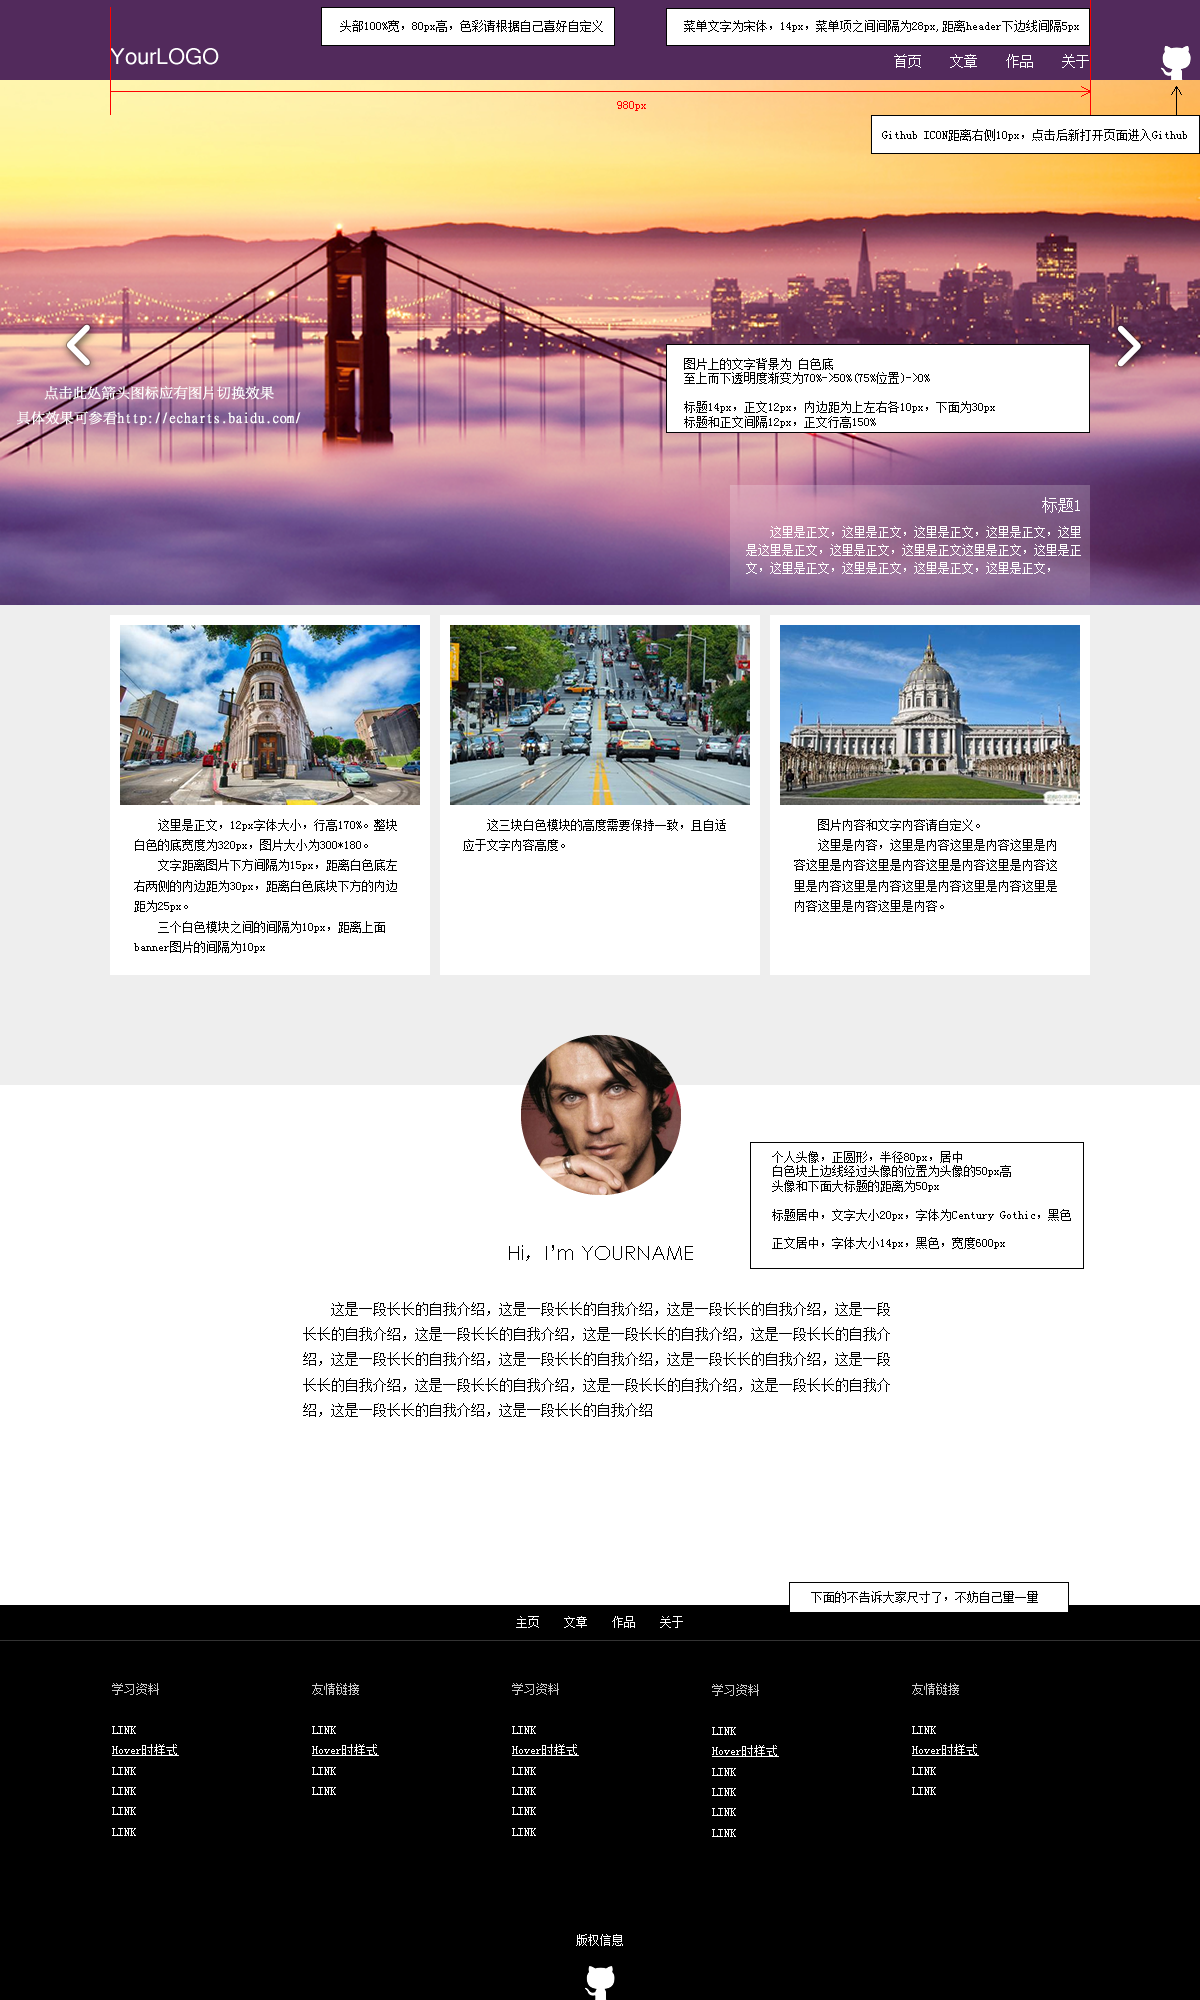 头部100%宽，80px高，色彩请根据自己喜好自定义
菜单文字为宋体，14px，菜单项之间间隔为28px,距离header下边线间隔5px
YourLOGO
首页 文章 作品 关于
980px
Github ICON距离右侧10px，点击后新打开页面进入Github
图片上的文字背景为 白色底
至上而下透明度渐变为70%->50%(75%位置)->0%
标题14px，正文12px，内边距为上左右各10px，下面为30px
标题和正文间隔12px，正文行高150%
点击此处箭头图标应有图片切换效果
具体效果可参看http://echarts.baidu.com/
标题1
这里是正文，这里是正文，这里是正文，这里是正文，这里
是这里是正文，这里是正文，这里是正文这里是正文，这里是正
文，这里是正文，这里是正文，这里是正文，这里是正文，
这里是正文，12px字体大小，行高170%。整块
白色的底宽度为320px，图片大小为300*180。
文字距离图片下方间隔为15px，距离白色底左
右两侧的内边距为30px，距离白色底块下方的内边
距为25px。
三个白色模块之间的间隔为10px，距离上面
banner图片的间隔为10px
这三块白色模块的高度需要保持一致，且自适
应于文字内容高度。
图片内容和文字内容请自定义。
这里是内容，这里是内容这里是内容这里是内
容这里是内容这里是内容这里是内容这里是内容这
里是内容这里是内容这里是内容这里是内容这里是
内容这里是内容这里是内容。
个人头像，正圆形，半径80px，居中
白色块上边线经过头像的位置为头像的50px高
头像和下面大标题的距离为50px
标题居中，文字大小20px，字体为Century Gothic，黑色
正文居中，字体大小14px，黑色，宽度600px
Hi，I'm YOURNAME
这是一段长长的自我介绍，这是一段长长的自我介绍，这是一段长长的自我介绍，这是一段
长长的自我介绍，这是一段长长的自我介绍，这是一段长长的自我介绍，这是一段长长的自我介
绍，这是一段长长的自我介绍，这是一段长长的自我介绍，这是一段长长的自我介绍，这是一段
长长的自我介绍，这是一段长长的自我介绍，这是一段长长的自我介绍，这是一段长长的自我介
绍，这是一段长长的自我介绍，这是一段长长的自我介绍
下面的不告诉大家尺寸了，不妨自己量一量
主页 文章 作品 关于
学习资料
LINK
Hover时样式
LINK
LINK
LINK
LINK
友情链接
LINK
Hover时样式
LINK
LINK
学习资料
LINK
Hover时样式
LINK
LINK
LINK
LINK
学习资料
LINK
Hover时样式
LINK
LINK
LINK
LINK
友情链接
LINK
Hover时样式
LINK
LINK
版权信息